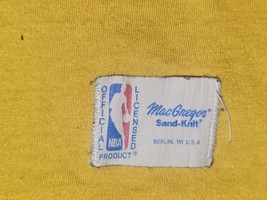 OFFICIAL
LICENSED
NBA®
PRODUCT®
MacGregor®
Sand-Knit®
BERLIN, WI U.S.A